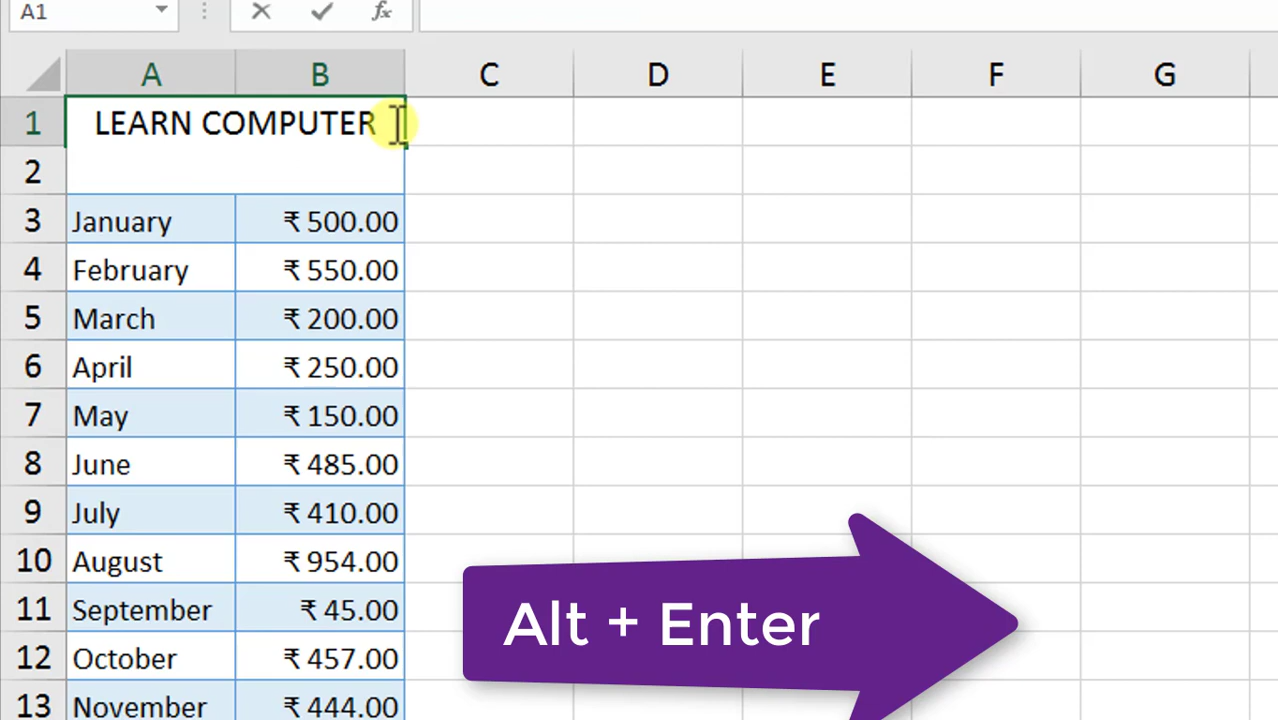 A1 fx
A B C D E F G
1 LEARN COMPUTER
2
3 January ₹ 500.00
4 February ₹ 550.00
5 March ₹ 200.00
6 April ₹ 250.00
7 May ₹ 150.00
8 June ₹ 485.00
9 July ₹ 410.00
10 August ₹ 954.00
11 September ₹ 45.00
12 October ₹ 457.00
13 November ₹ 444.00
Alt + Enter